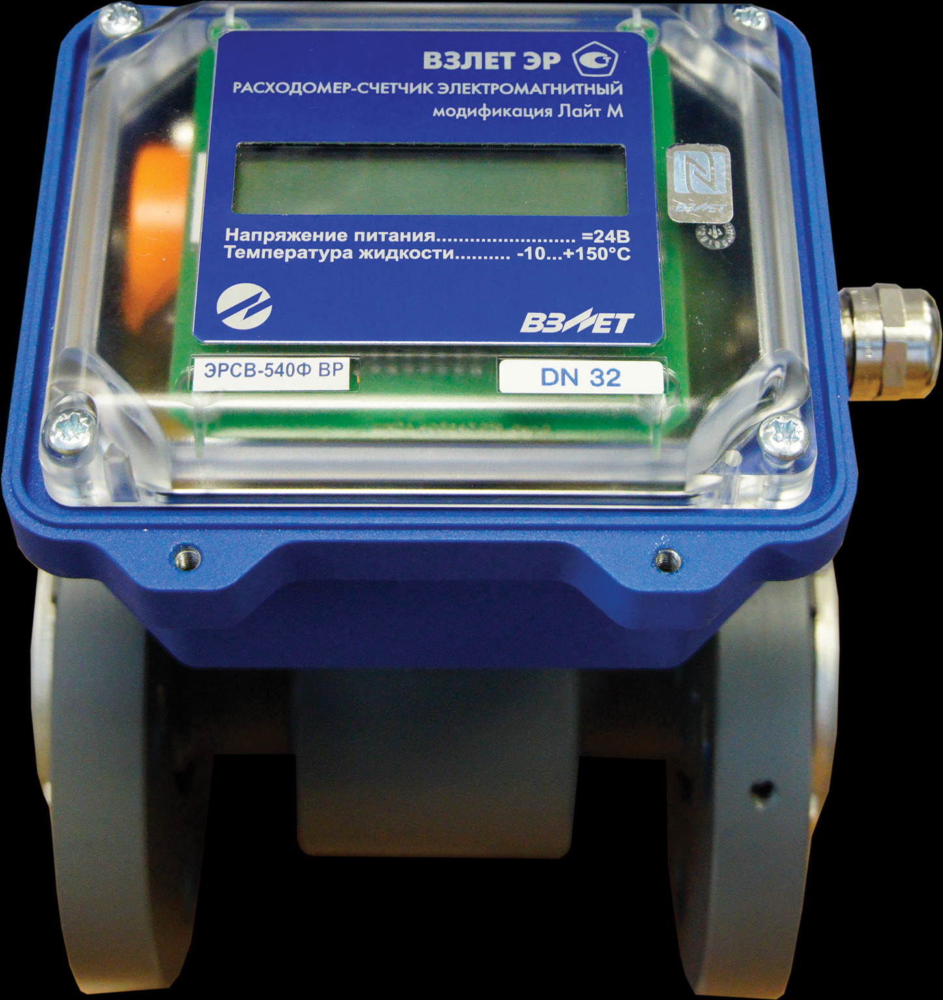 ВЗЛЕТ ЭР
РАСХОДОМЕР-СЧЕТЧИК ЭЛЕКТРОМАГНИТНЫЙ
модификация Лайт М
ВЗЛЕТ
Напряжение питания......................... =24В
Температура жидкости.......... -10...+150°С
ВЗЛЕТ
ЭРСВ-540Ф ВР
DN 32